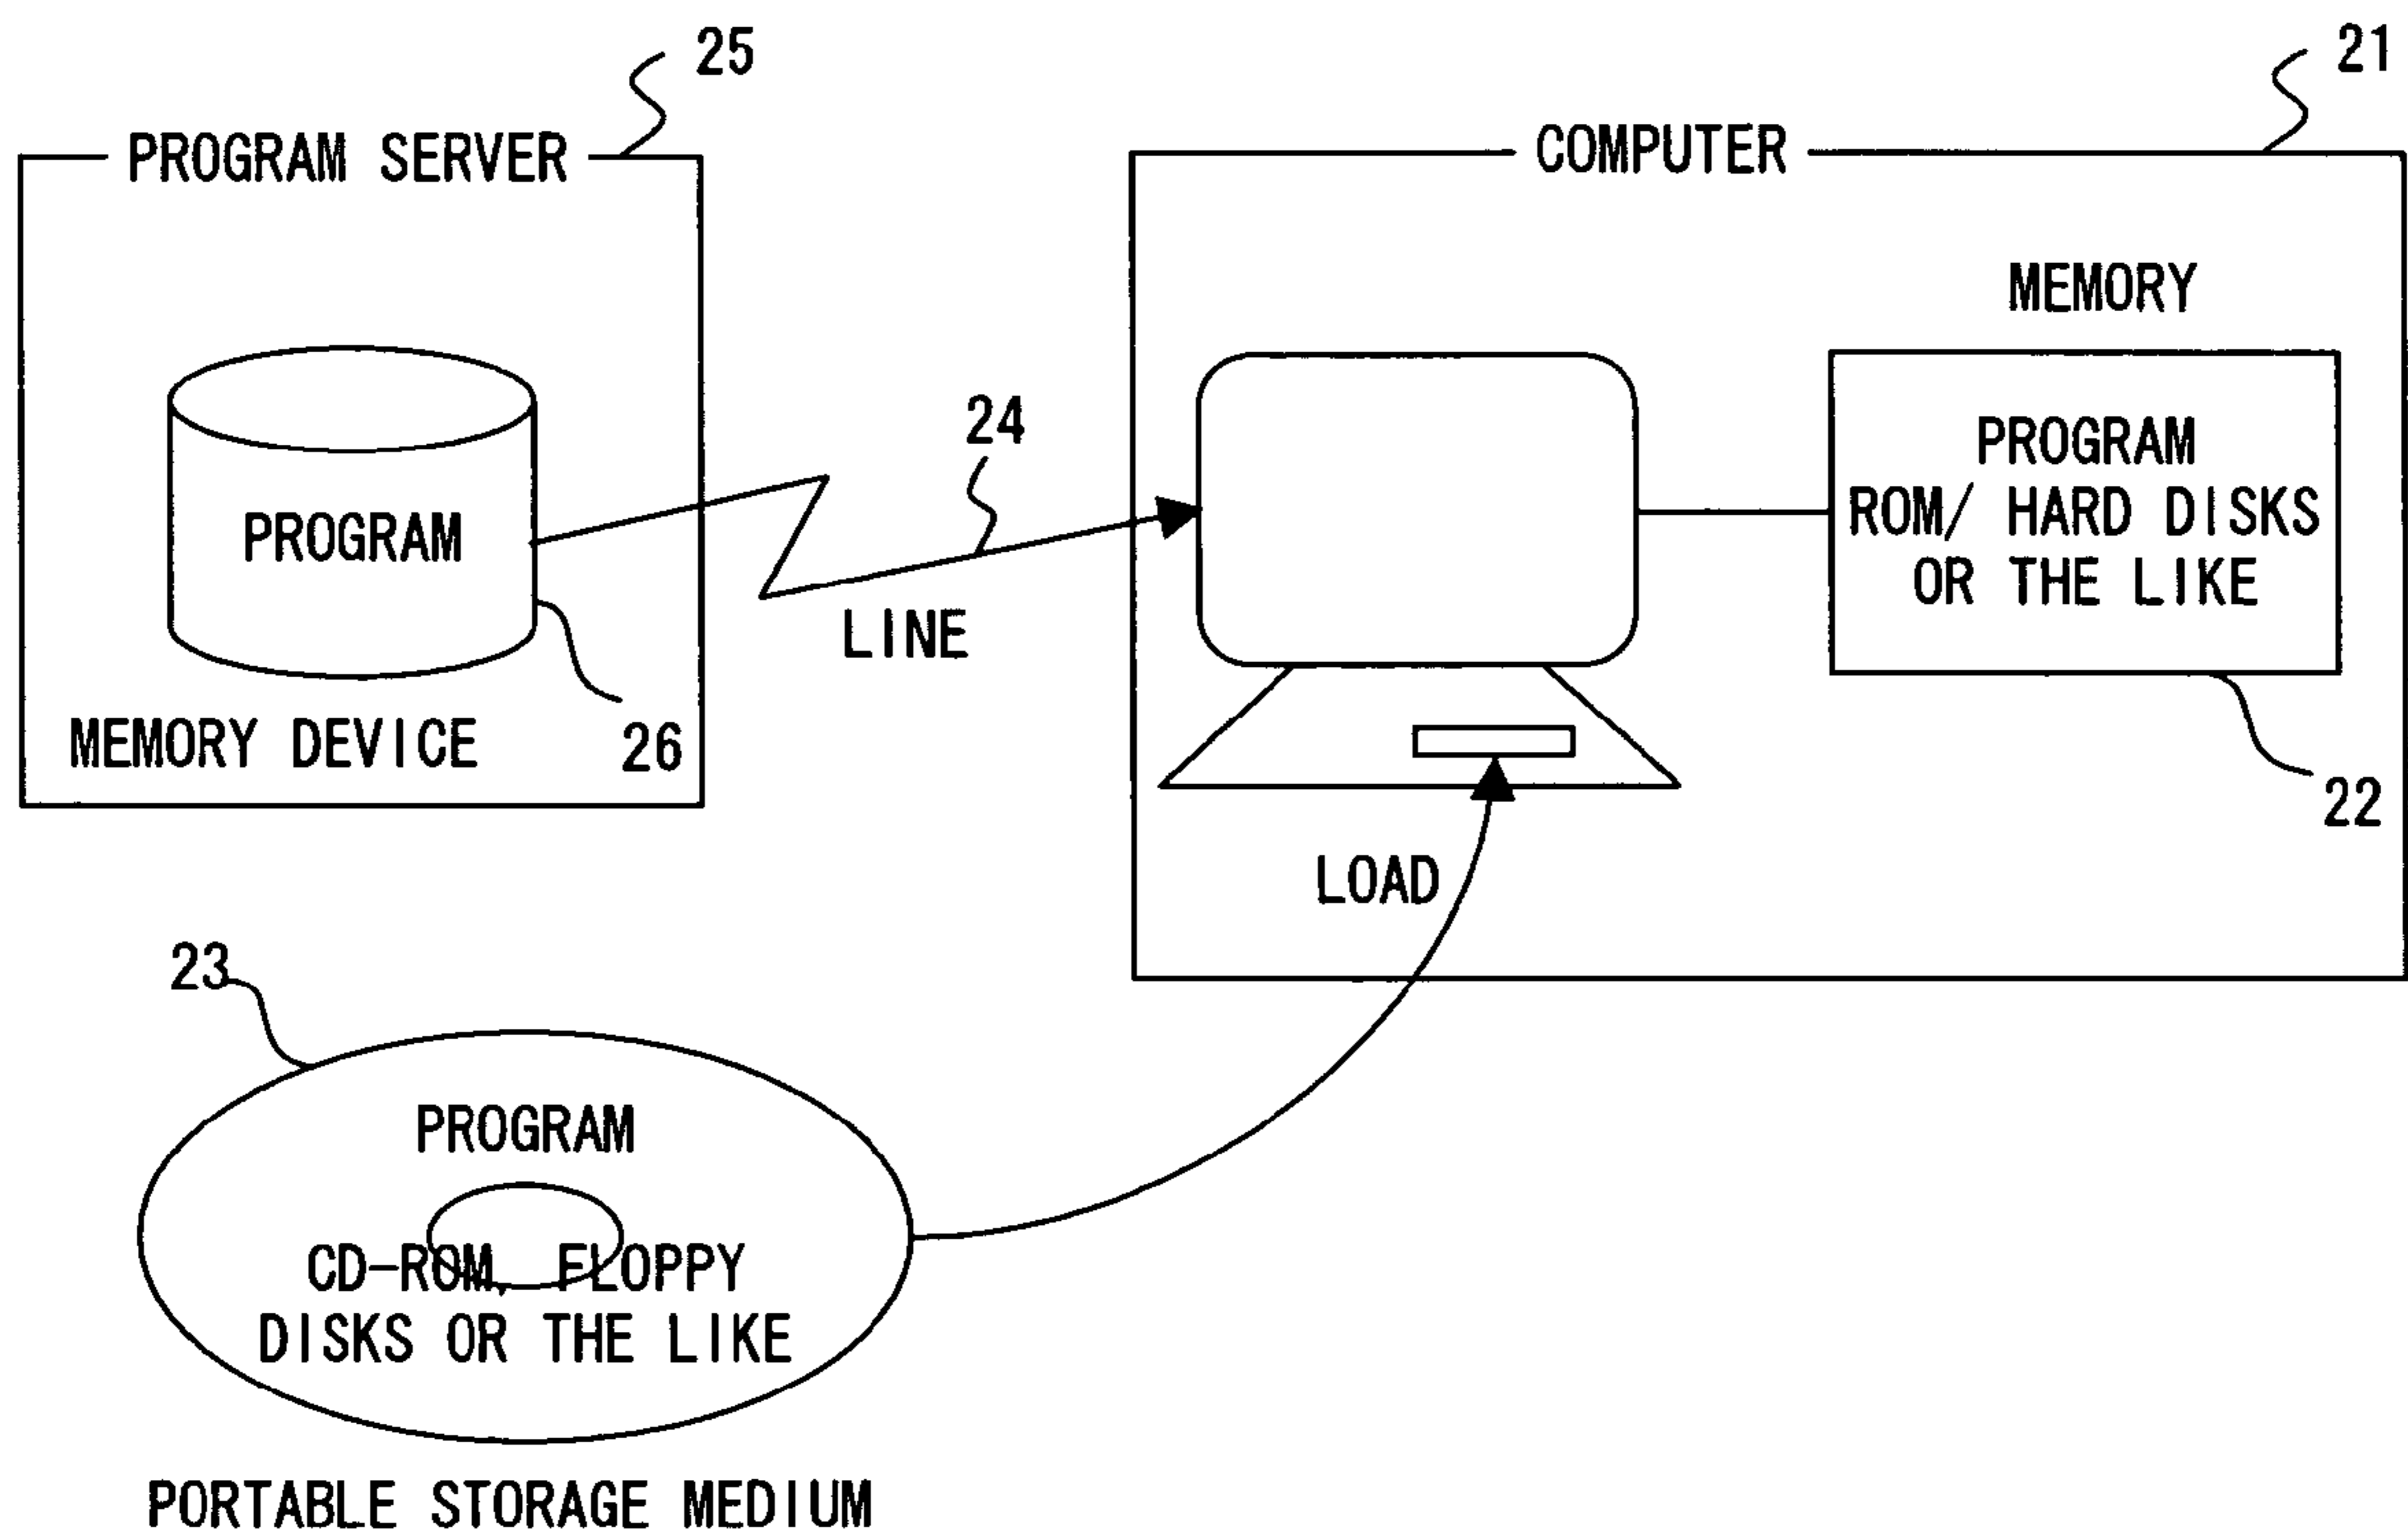 25
21
PROGRAM SERVER
COMPUTER
MEMORY
24
PROGRAM
ROM/ HARD DISKS
OR THE LIKE
PROGRAM
LINE
MEMORY DEVICE
26
22
LOAD
23
PROGRAM
CD-ROM, FLOPPY
DISKS OR THE LIKE
PORTABLE STORAGE MEDIUM